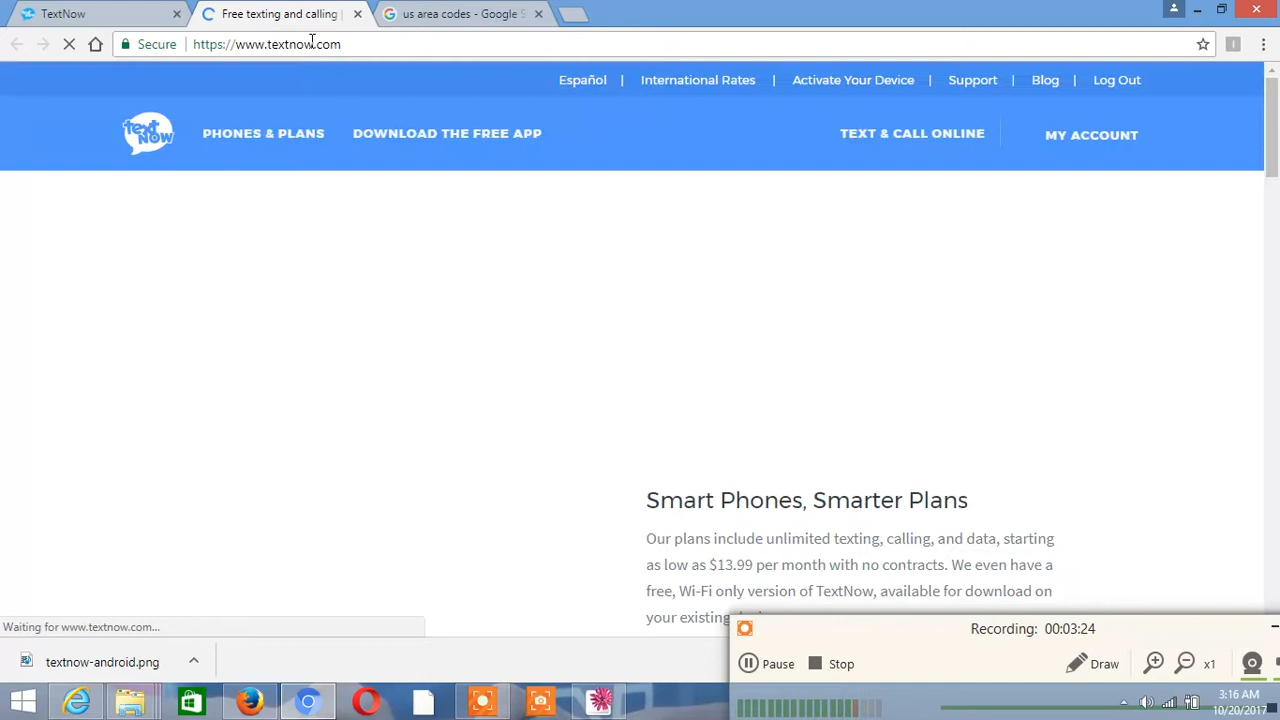 TextNow
Free texting and calling |
us area codes - Google S
Secure
https://www.textnow.com
Español | International Rates | Activate Your Device | Support | Blog | Log Out
text NOW
PHONES & PLANS
DOWNLOAD THE FREE APP
TEXT & CALL ONLINE
MY ACCOUNT
Smart Phones, Smarter Plans
Our plans include unlimited texting, calling, and data, starting
as low as $13.99 per month with no contracts. We even have a
free, Wi-Fi only version of TextNow, available for download on
your existing
Waiting for www.textnow.com...
textnow-android.png
Recording: 00:03:24
Pause
Stop
Draw
x1
3:16 AM
10/20/2017